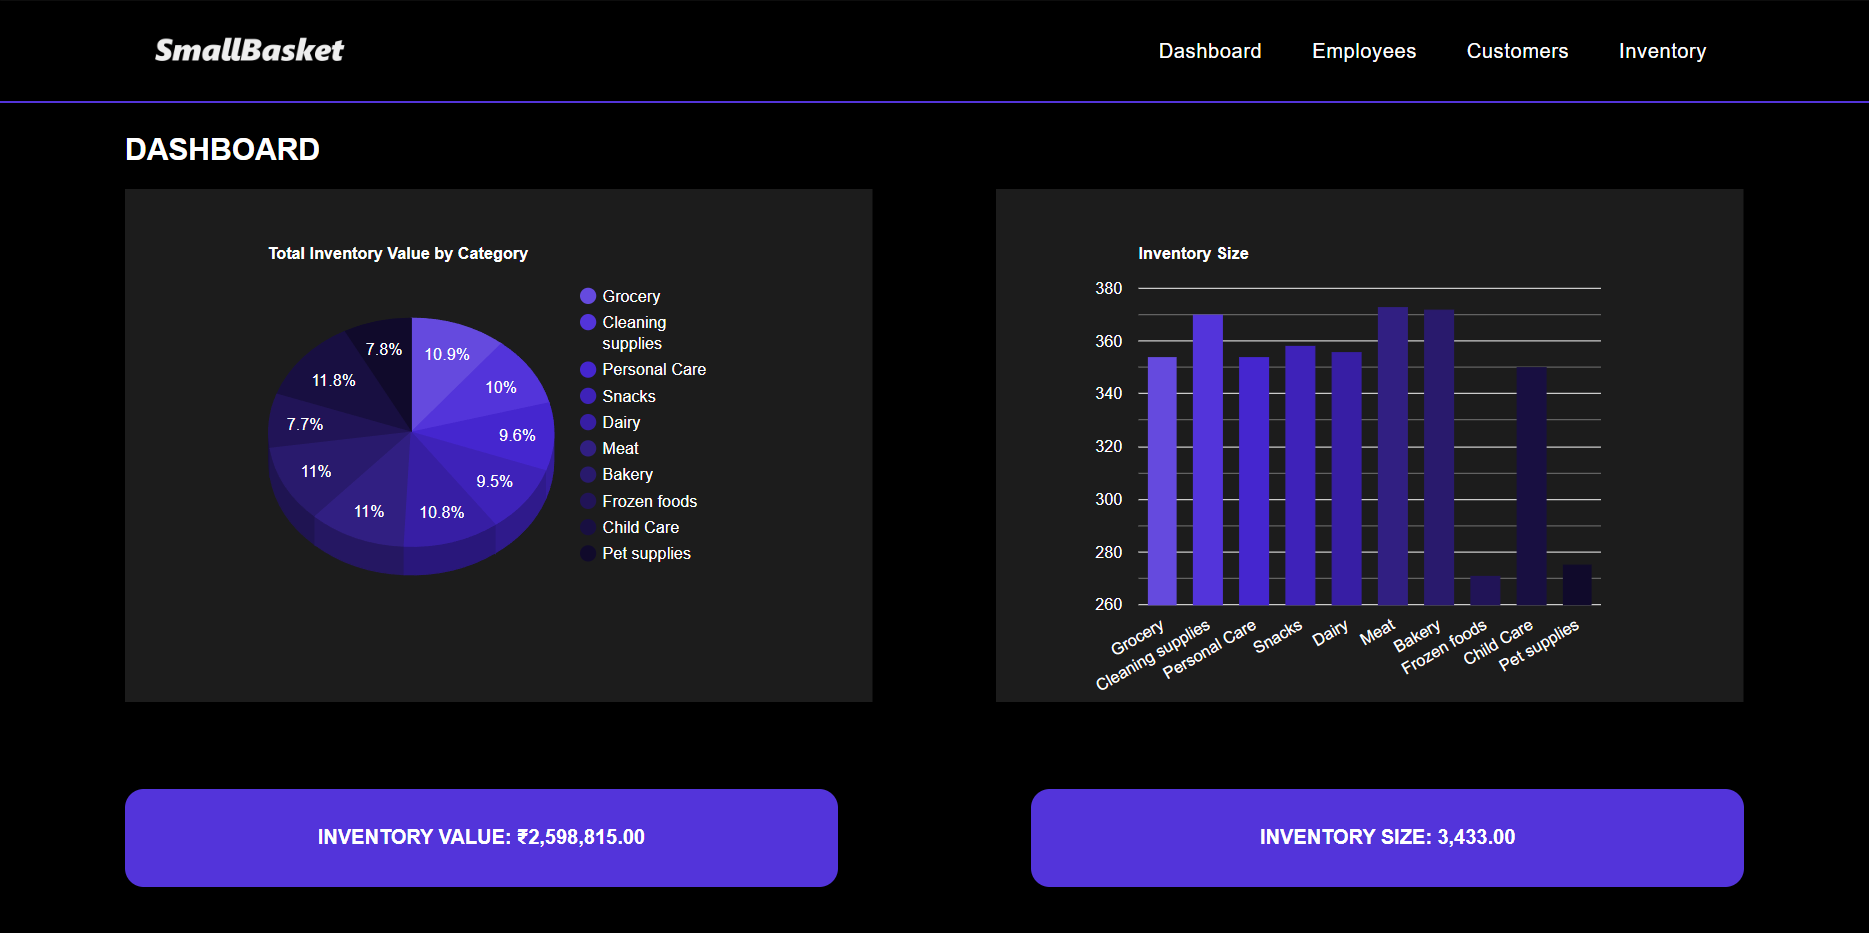 SmallBasket
Dashboard
Employees
Customers
Inventory
DASHBOARD
Total Inventory Value by Category
10.9%
10%
9.6%
9.5%
10.8%
11%
11%
7.7%
11.8%
7.8%
Grocery
Cleaning
supplies
Personal Care
Snacks
Dairy
Meat
Bakery
Frozen foods
Child Care
Pet supplies
Inventory Size
380
360
340
320
300
280
260
Grocery
Cleaning supplies
Personal Care
Snacks
Dairy
Meat
Bakery
Frozen foods
Child Care
Pet supplies
INVENTORY VALUE: ₹2,598,815.00
INVENTORY SIZE: 3,433.00